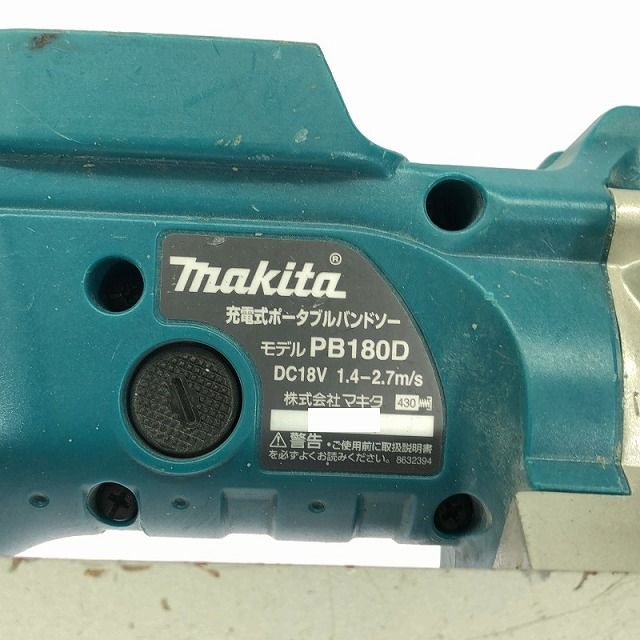 makita®
充電式ポータブルバンドソー
モデル PB180D
DC18V 1.4-2.7m/s
株式会社マキタ 430
⚠警告・ご使用前に取扱説明書
を必ずよくお読みください。 8632394